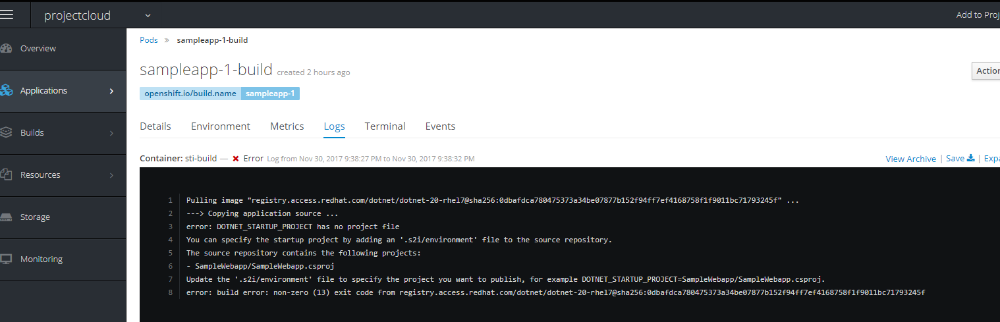 projectcloud
Add to Proj
Overview
Applications
Builds
Resources
Storage
Monitoring
Pods » sampleapp-1-build
sampleapp-1-build created 2 hours ago
Action
openshift.io/build.name sampleapp-1
Details Environment Metrics Logs Terminal Events
Container: sti-build — ✖ Error Log from Nov 30, 2017 9:38:27 PM to Nov 30, 2017 9:38:32 PM
View Archive | Save | Expa
1 Pulling image "registry.access.redhat.com/dotnet/dotnet-20-rhel7@sha256:0dbafdca780475373a34be07877b152f94ff7ef4168758f1f9011bc71793245f" ...
2 ---> Copying application source ...
3 error: DOTNET_STARTUP_PROJECT has no project file
4 You can specify the startup project by adding an '.s2i/environment' file to the source repository.
5 The source repository contains the following projects:
6 - SampleWebapp/SampleWebapp.csproj
7 Update the '.s2i/environment' file to specify the project you want to publish, for example DOTNET_STARTUP_PROJECT=SampleWebapp/SampleWebapp.csproj.
8 error: build error: non-zero (13) exit code from registry.access.redhat.com/dotnet/dotnet-20-rhel7@sha256:0dbafdca780475373a34be07877b152f94ff7ef4168758f1f9011bc71793245f